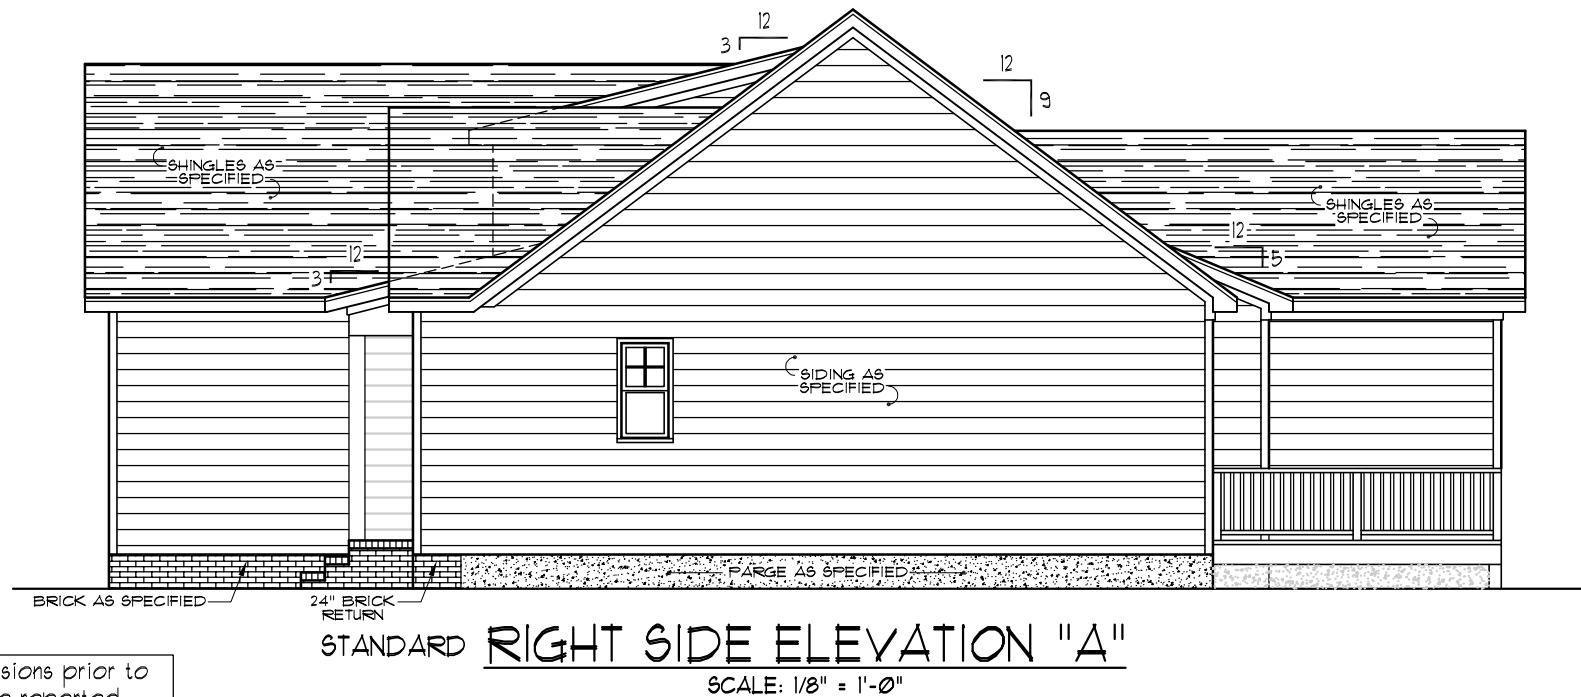 12
3
12
9
SHINGLES AS
SPECIFIED
SHINGLES AS
SPECIFIED
12
3
12
5
SIDING AS
SPECIFIED
PARGE AS SPECIFIED
BRICK AS SPECIFIED
24" BRICK
RETURN
STANDARD RIGHT SIDE ELEVATION "A"
SCALE: 1/8" = 1'-0"
sions prior to
reported